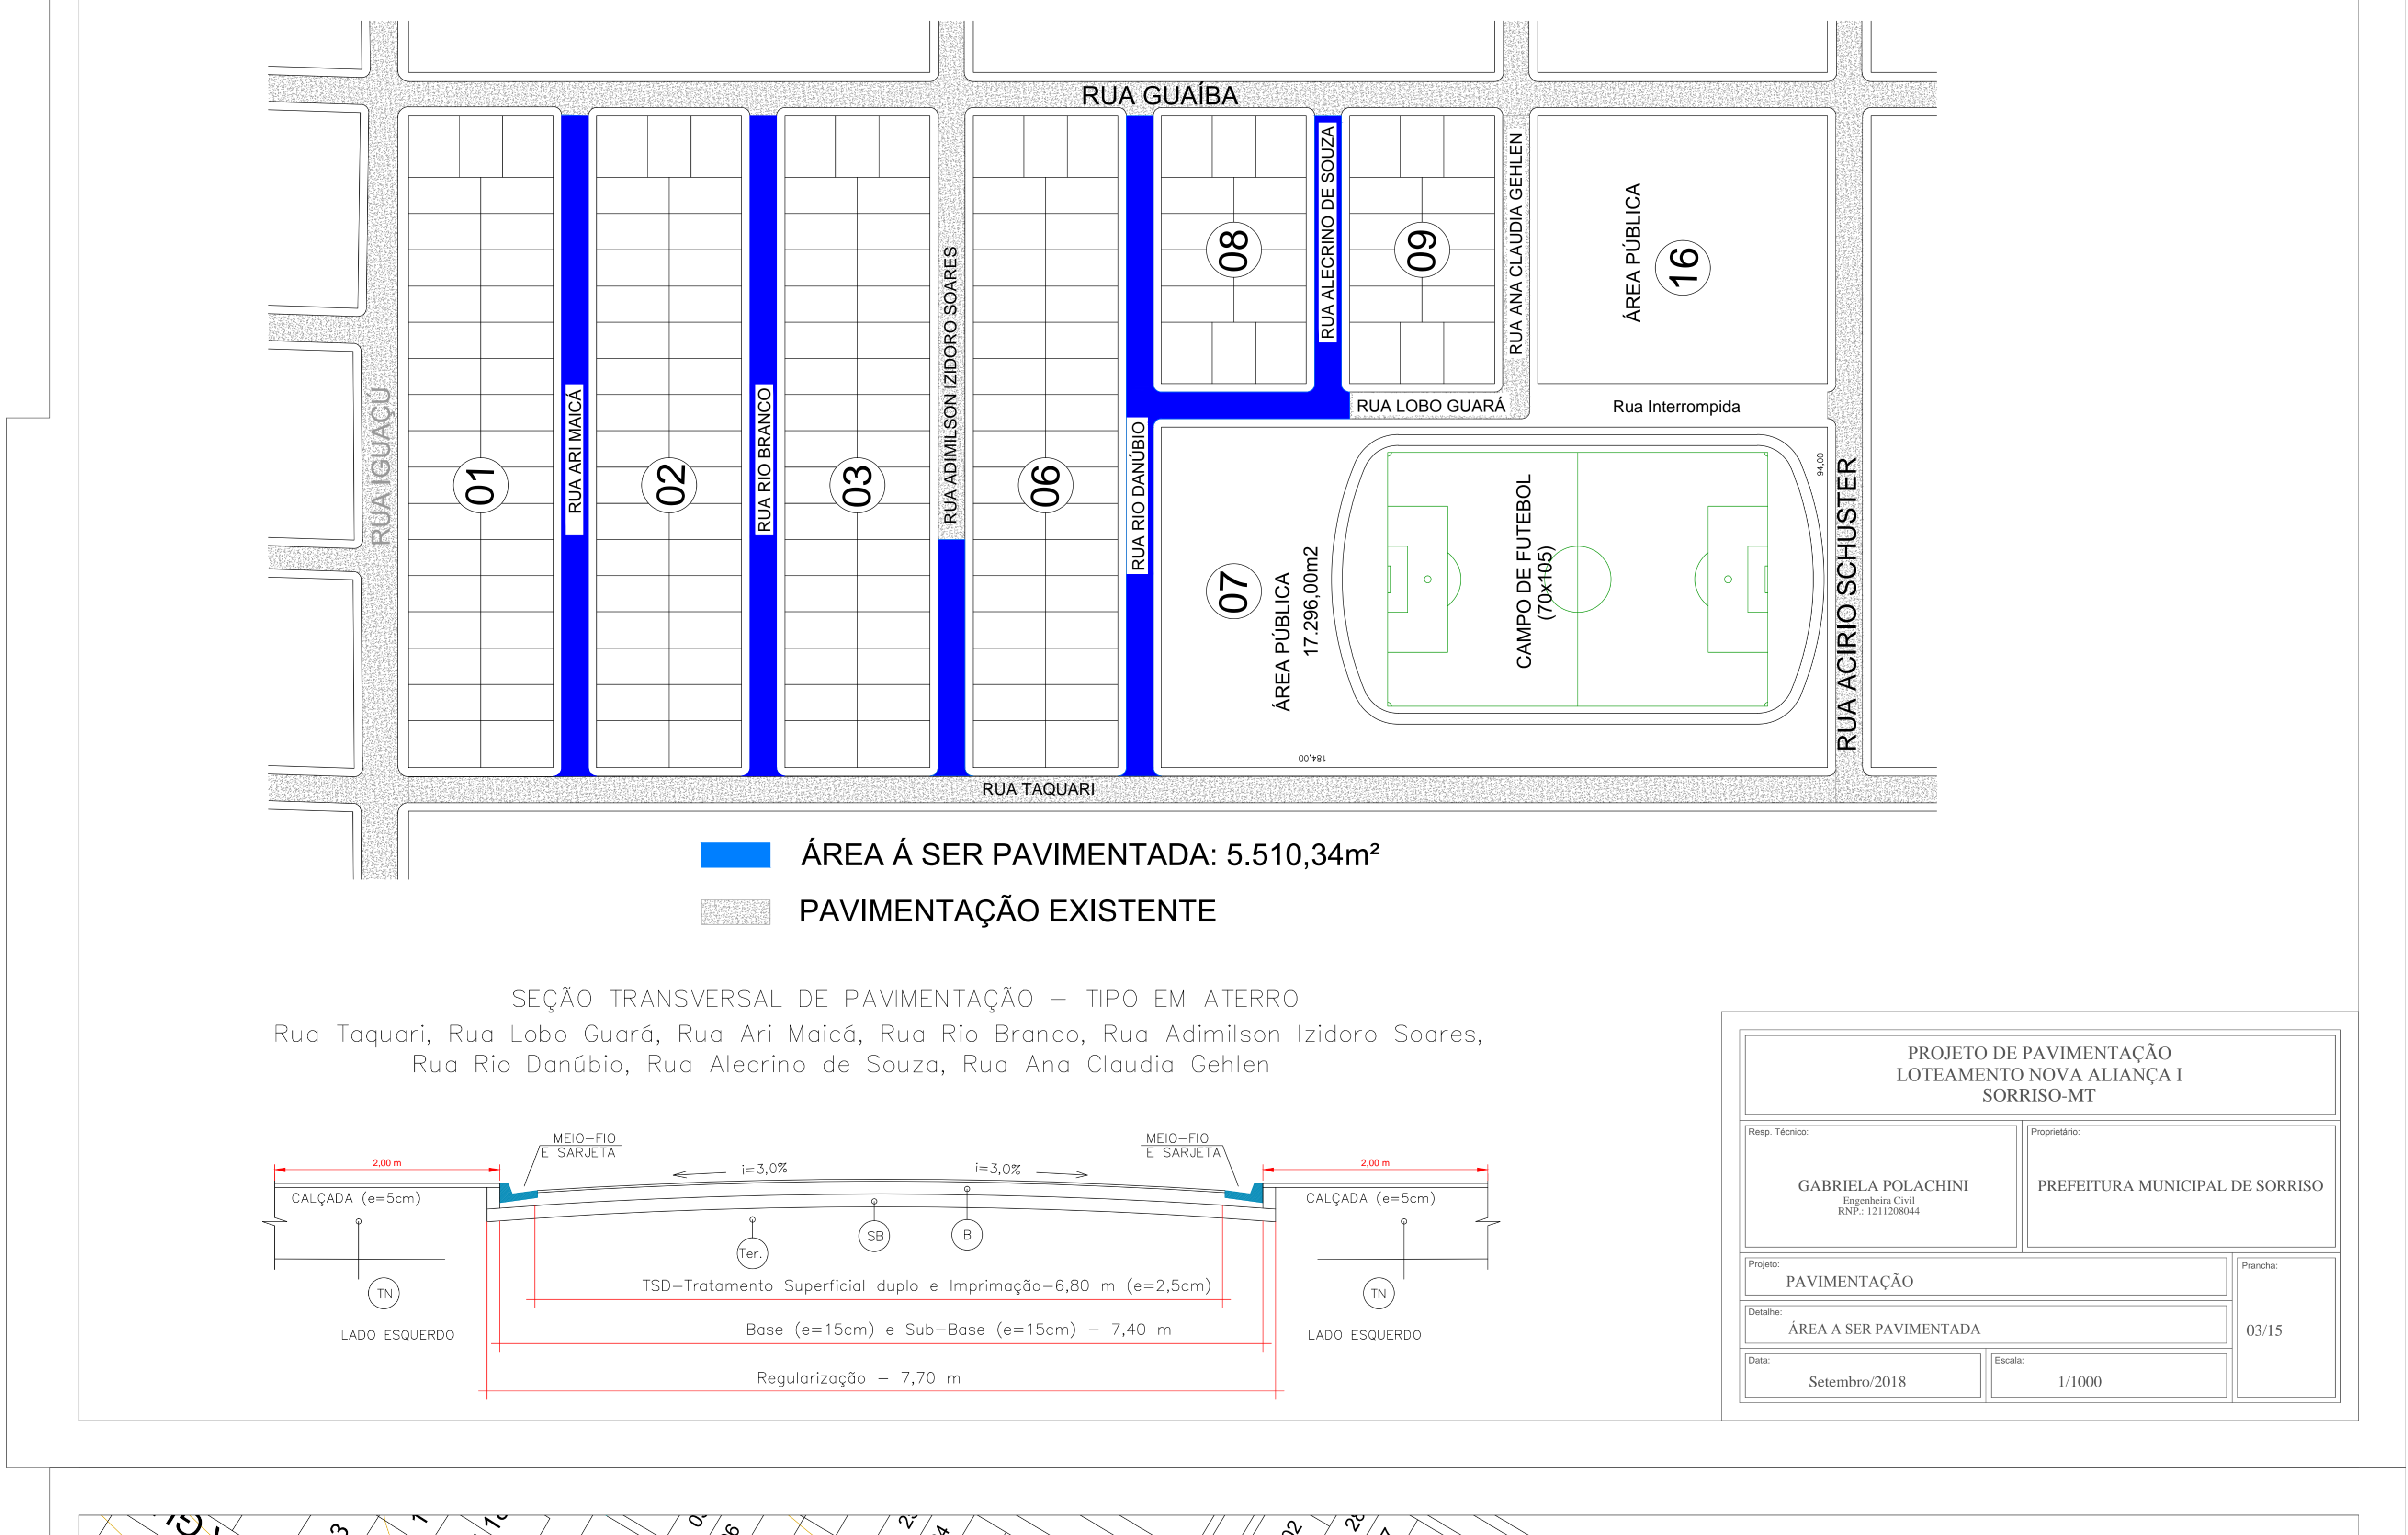 RUA GUAÍBA
RUA IGUAÇÚ
01
RUA ARI MAICÁ
02
RUA RIO BRANCO
03
RUA ADIMILSON IZIDORO SOARES
06
RUA RIO DANÚBIO
08
RUA ALECRINO DE SOUZA
09
RUA ANA CLAUDIA GEHLEN
ÁREA PÚBLICA
16
RUA LOBO GUARÁ
Rua Interrompida
07
ÁREA PÚBLICA
17.296,00m2
CAMPO DE FUTEBOL
(70x105)
94,00
184,00
RUA ACIRIO SCHUSTER
RUA TAQUARI
ÁREA Á SER PAVIMENTADA: 5.510,34m²
PAVIMENTAÇÃO EXISTENTE
SEÇÃO TRANSVERSAL DE PAVIMENTAÇÃO – TIPO EM ATERRO
Rua Taquari, Rua Lobo Guará, Rua Ari Maicá, Rua Rio Branco, Rua Adimilson Izidoro Soares,
Rua Rio Danúbio, Rua Alecrino de Souza, Rua Ana Claudia Gehlen
MEIO–FIO
E SARJETA
MEIO–FIO
E SARJETA
2,00 m
i=3,0%
i=3,0%
2,00 m
CALÇADA (e=5cm)
CALÇADA (e=5cm)
Ter.
SB
B
TN
TN
TSD–Tratamento Superficial duplo e Imprimação–6,80 m (e=2,5cm)
LADO ESQUERDO
Base (e=15cm) e Sub–Base (e=15cm) – 7,40 m
LADO ESQUERDO
Regularização – 7,70 m
PROJETO DE PAVIMENTAÇÃO
LOTEAMENTO NOVA ALIANÇA I
SORRISO-MT
Resp. Técnico:
GABRIELA POLACHINI
Engenheira Civil
RNP.: 1211208044
Proprietário:
PREFEITURA MUNICIPAL DE SORRISO
Projeto:
PAVIMENTAÇÃO
Prancha:
03/15
Detalhe:
ÁREA A SER PAVIMENTADA
Data:
Setembro/2018
Escala:
1/1000